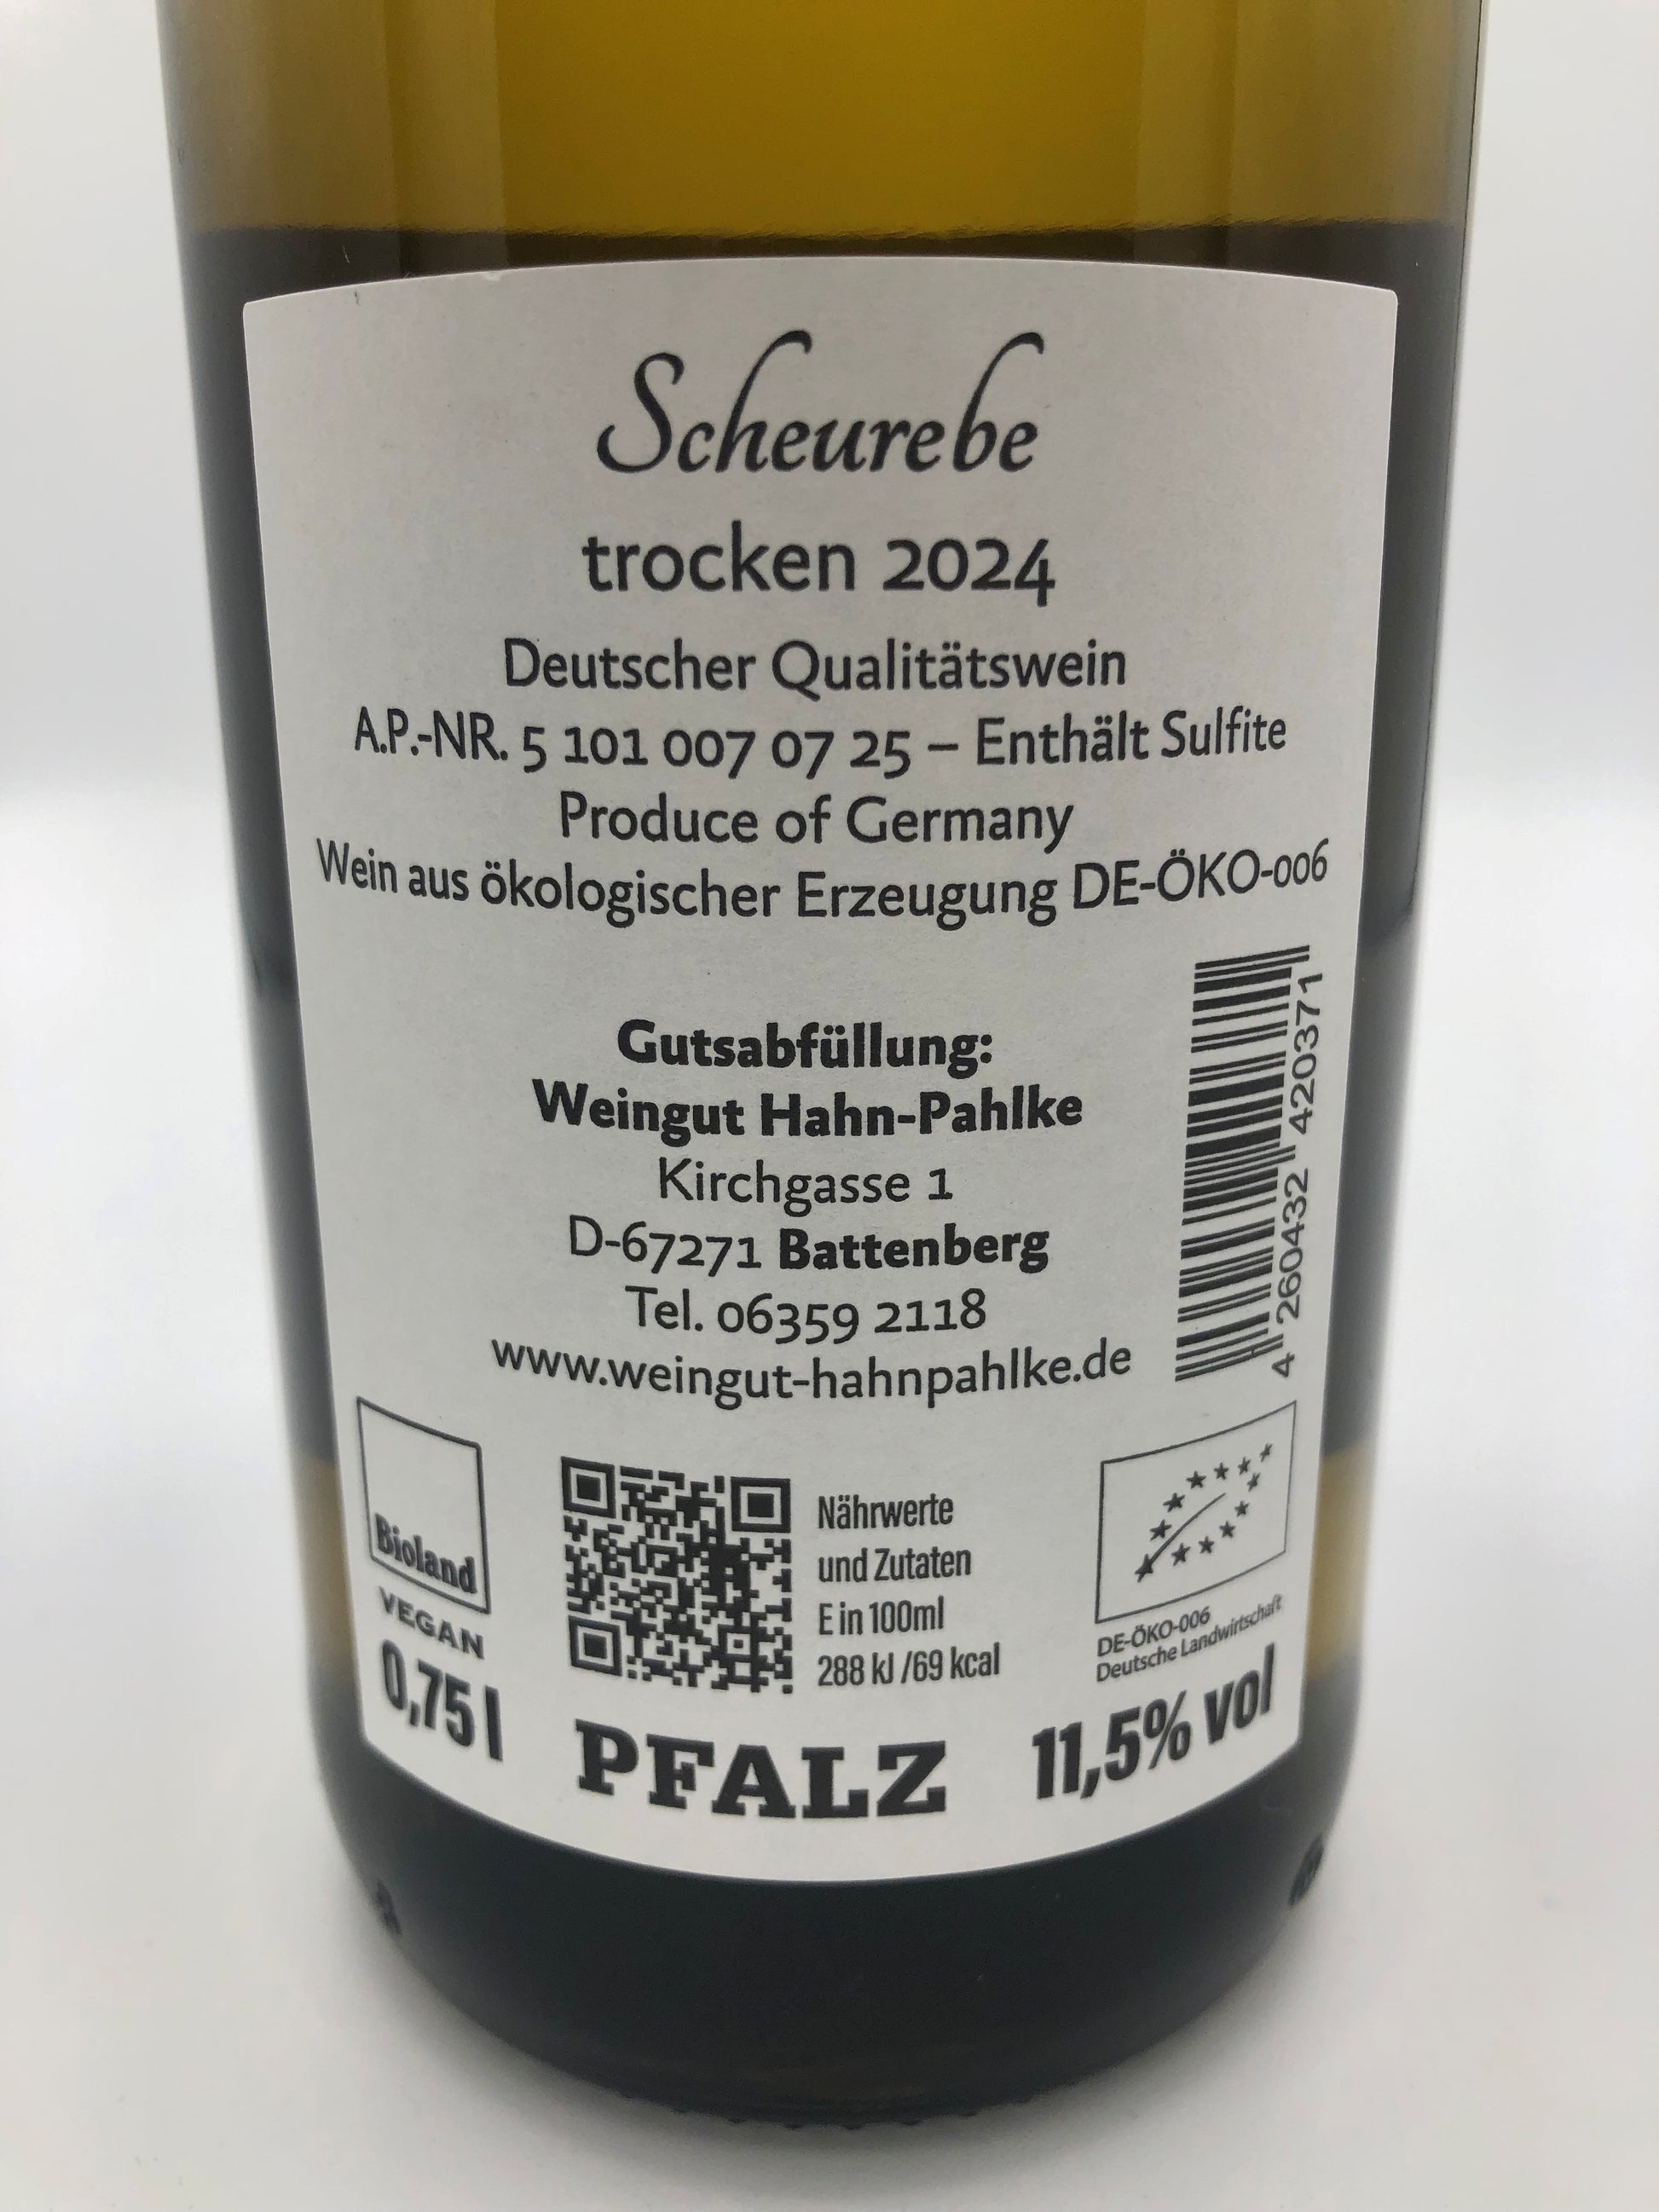 Scheurebe
trocken 2024
Deutscher Qualitätswein
A.P.-NR. 5 101 007 07 25 – Enthält Sulfite
Produce of Germany
Wein aus ökologischer Erzeugung DE-ÖKO-006
Gutsabfüllung:
Weingut Hahn-Pahlke
Kirchgasse 1
D-67271 Battenberg
Tel. 06359 2118
www.weingut-hahnpahlke.de
4 260432 420371
Bioland
VEGAN
Nährwerte
und Zutaten
E in 100ml
288 kJ /69 kcal
DE-ÖKO-006
Deutsche Landwirtschaft
0,75 l
PFALZ
11,5% vol